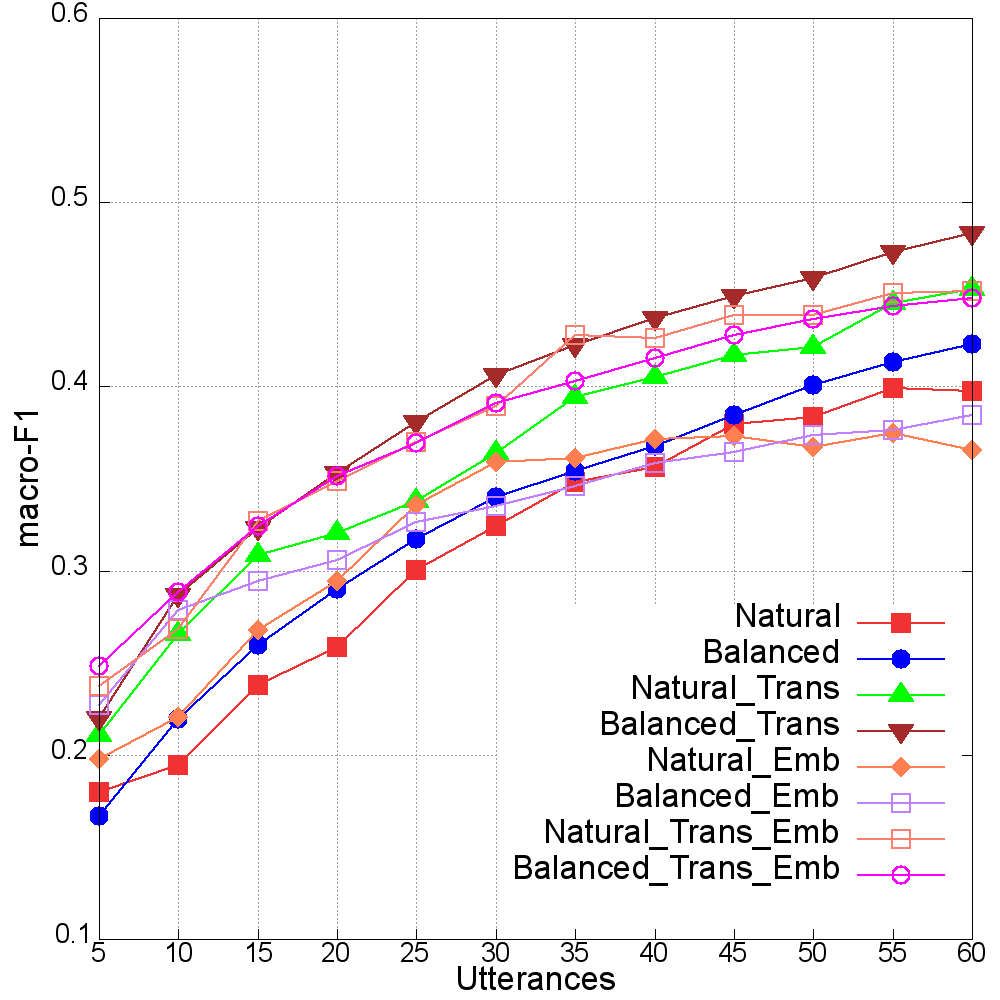 0.6
0.5
0.4
0.3
0.2
0.1
macro-F1
Natural
Balanced
Natural_Trans
Balanced_Trans
Natural_Emb
Balanced_Emb
Natural_Trans_Emb
Balanced_Trans_Emb
5 10 15 20 25 30 35 40 45 50 55 60
Utterances